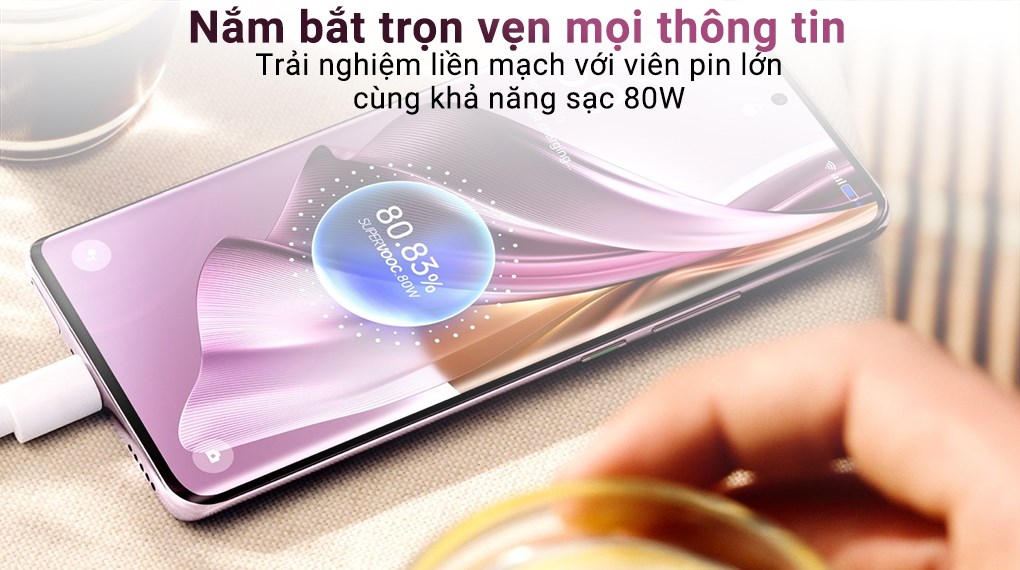 Nắm bắt trọn vẹn mọi thông tin
Trải nghiệm liền mạch với viên pin lớn
cùng khả năng sạc 80W
80.83%
SUPERVOOC 80W